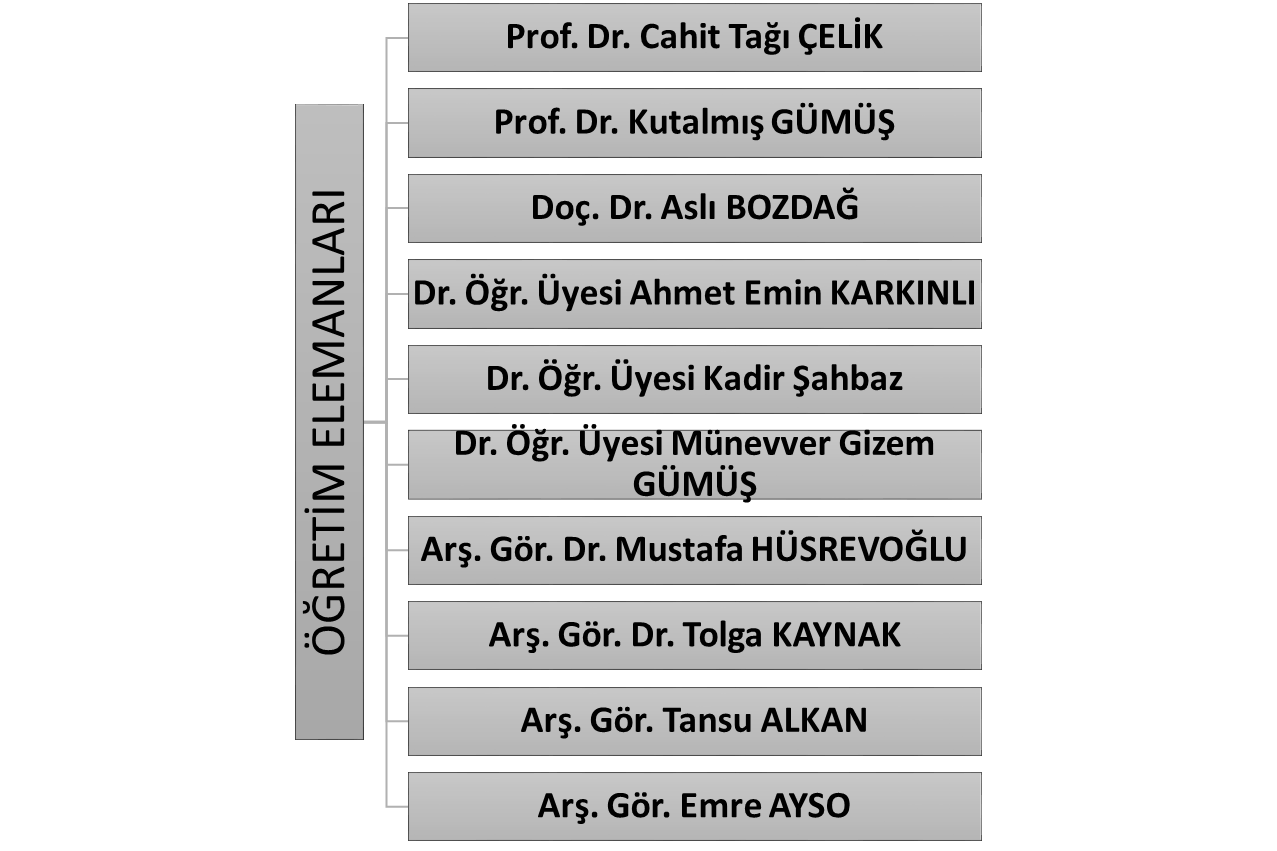 ÖĞRETİM ELEMANLARI
Prof. Dr. Cahit Tağı ÇELİK
Prof. Dr. Kutalmış GÜMÜŞ
Doç. Dr. Aslı BOZDAĞ
Dr. Öğr. Üyesi Ahmet Emin KARKINLI
Dr. Öğr. Üyesi Kadir Şahbaz
Dr. Öğr. Üyesi Münevver Gizem
GÜMÜŞ
Arş. Gör. Dr. Mustafa HÜSREVOĞLU
Arş. Gör. Dr. Tolga KAYNAK
Arş. Gör. Tansu ALKAN
Arş. Gör. Emre AYSO